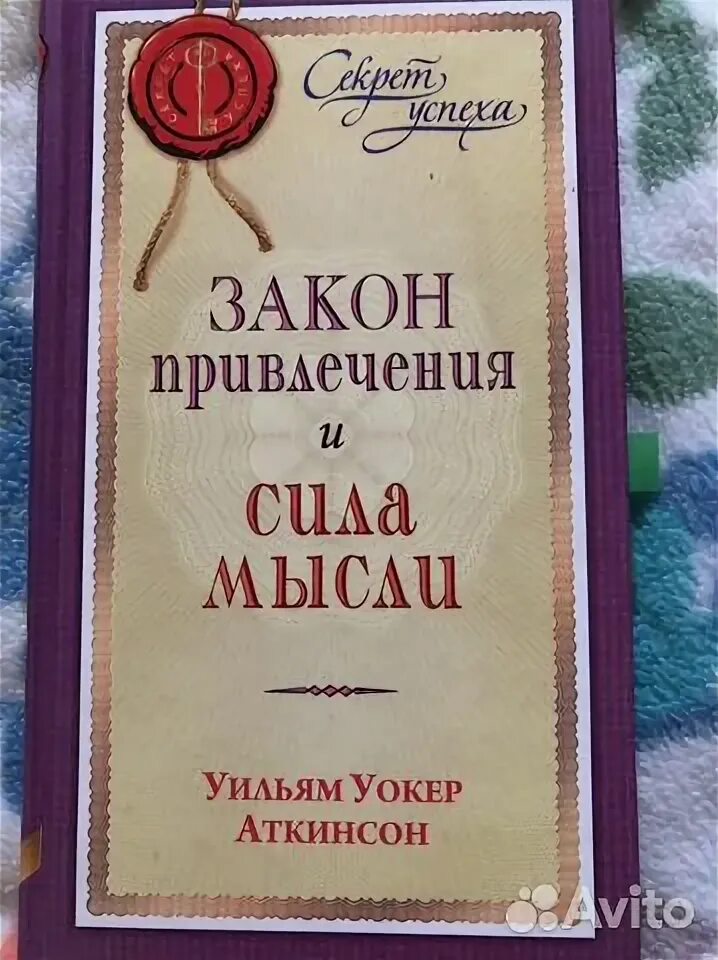 Секрет
успеха
ЗАКОН
привлечения
и
СИЛА
МЫСЛИ
Уильям Уокер
Аткинсон
Avito